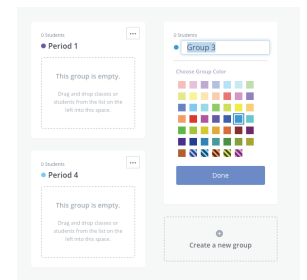 0 Students
Period 1
This group is empty.
Drag and drop classes or
students from the list on the
left into this space.
0 Students
Group 3
Choose Group Color
Done
0 Students
Period 4
This group is empty.
Drag and drop classes or
students from the list on the
left into this space.
Create a new group